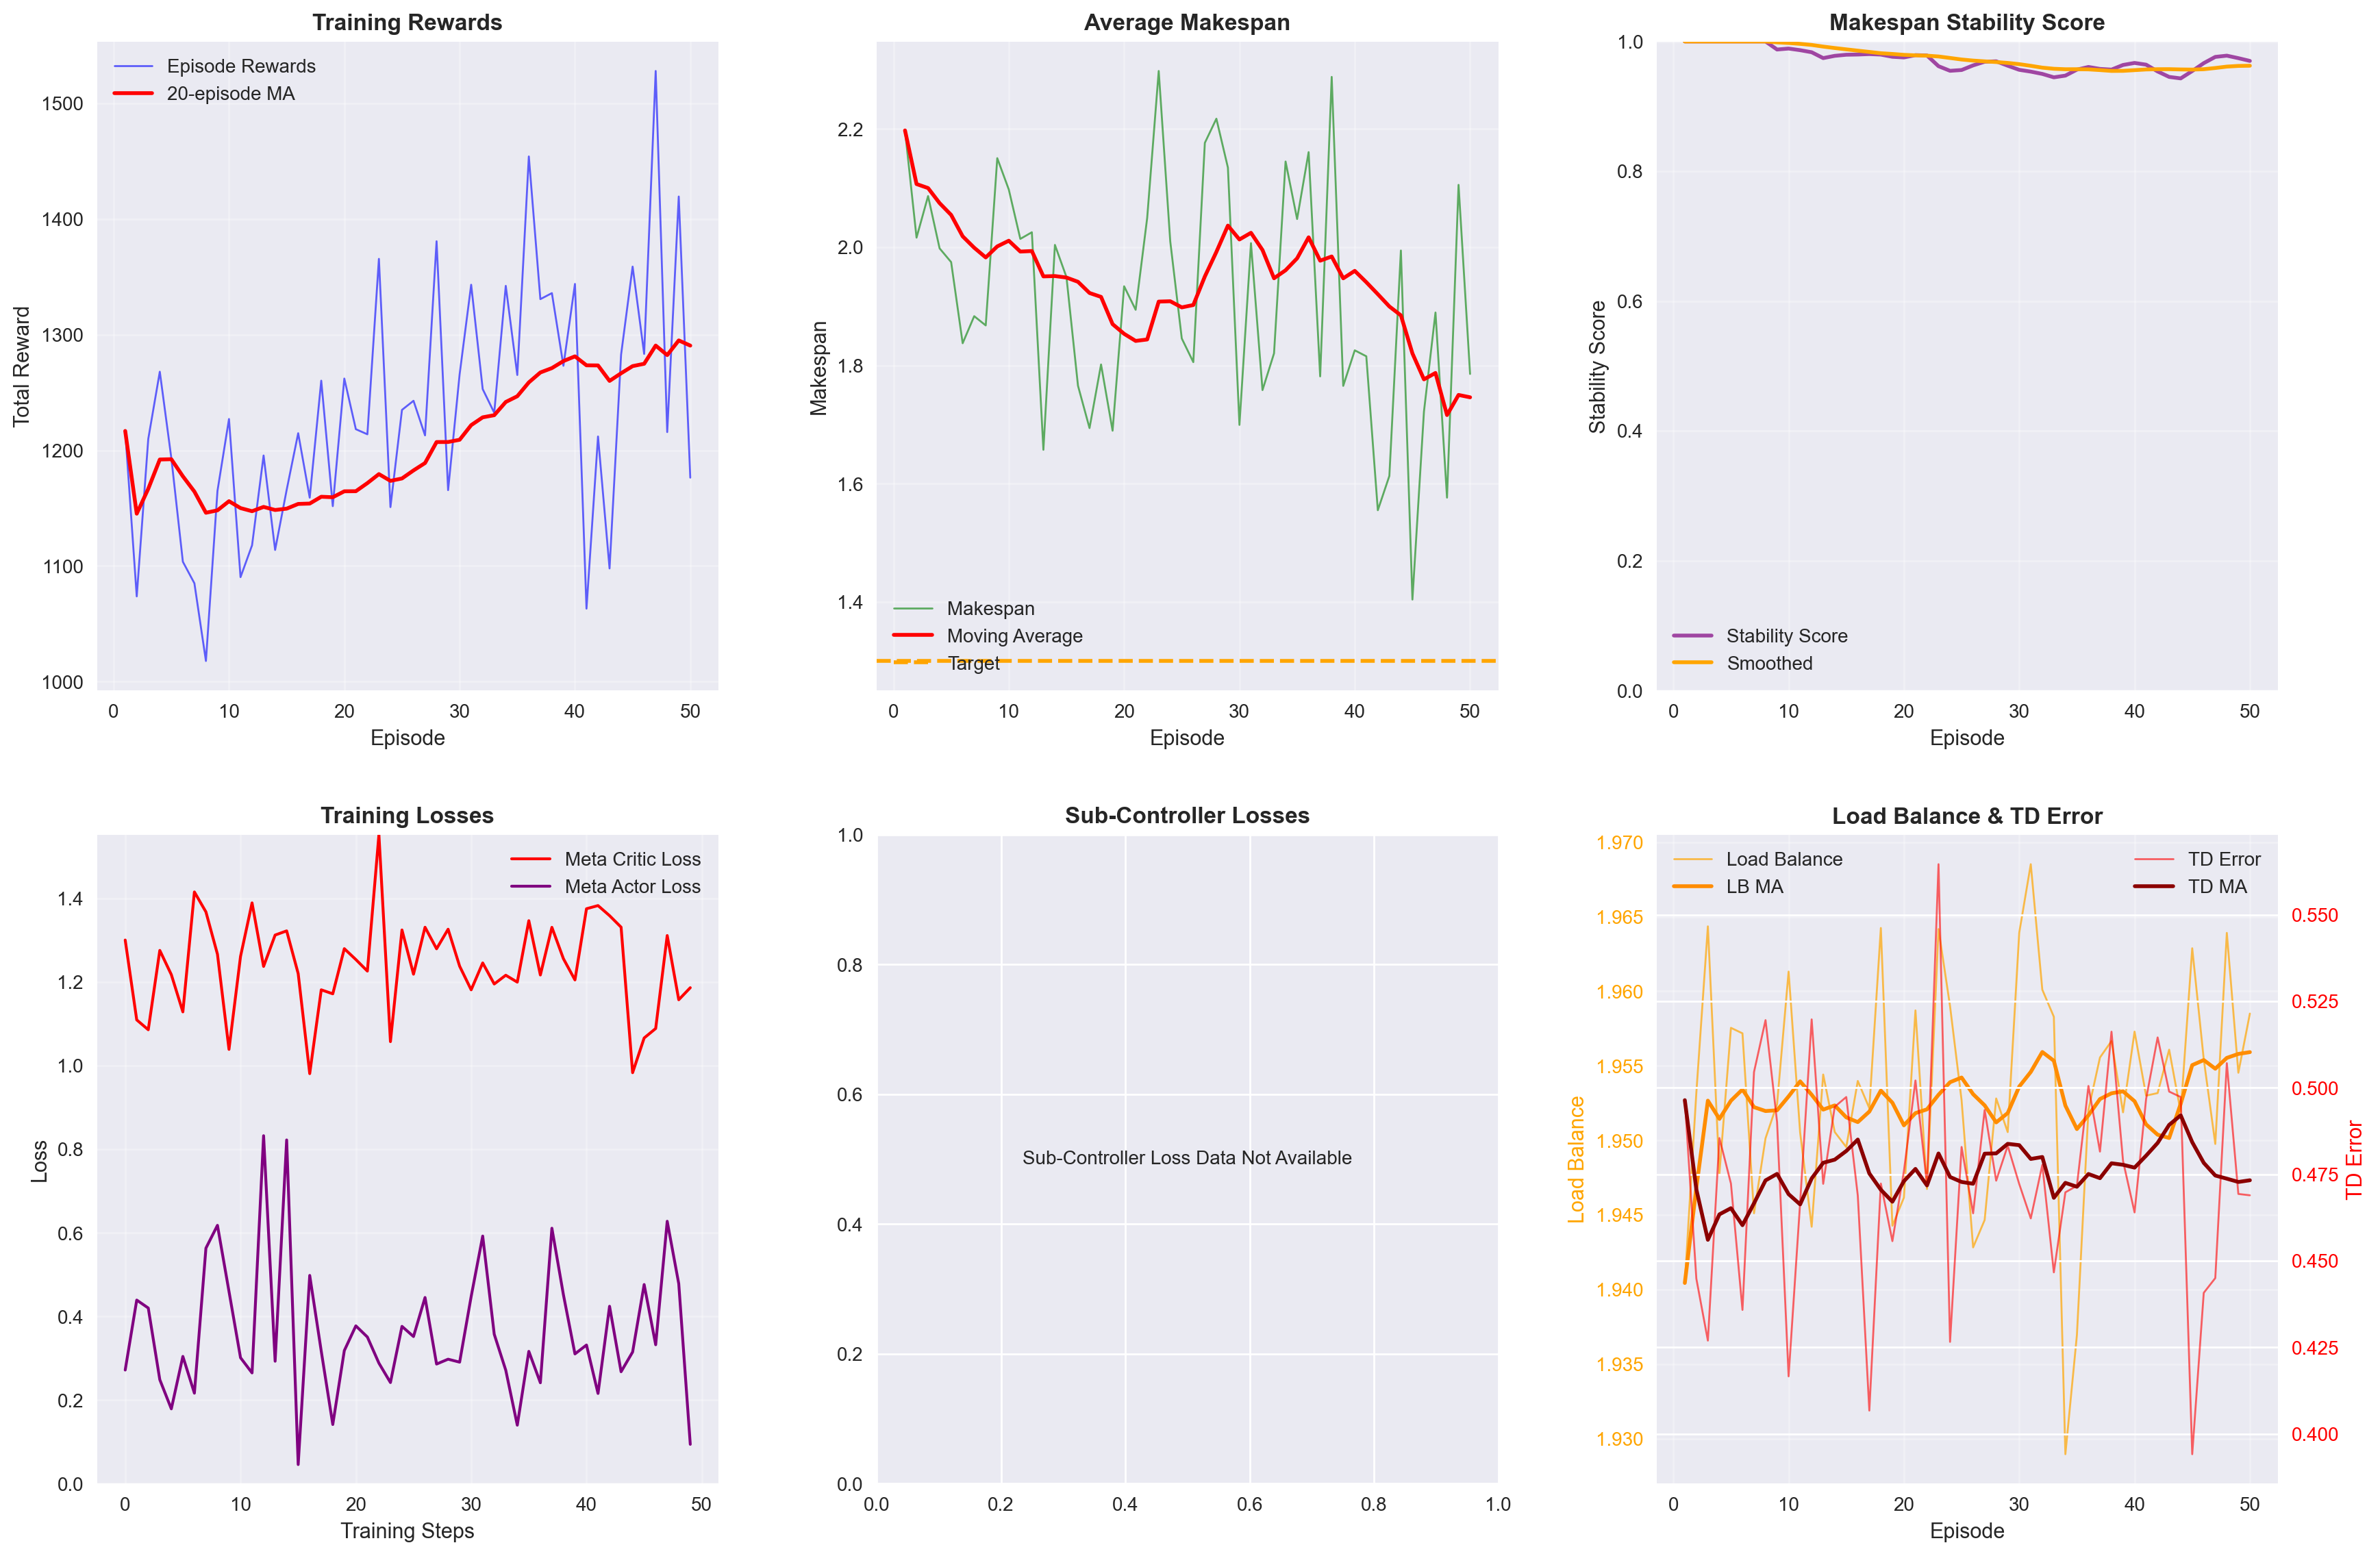 Training Rewards
Episode Rewards
20-episode MA
1500
1400
1300
1200
1100
1000
Total Reward
0 10 20 30 40 50
Episode
Average Makespan
2.2
2.0
1.8
1.6
1.4
Makespan
Makespan
Moving Average
Target
0 10 20 30 40 50
Episode
Makespan Stability Score
1.0
0.8
0.6
0.4
0.2
0.0
Stability Score
Stability Score
Smoothed
0 10 20 30 40 50
Episode
Training Losses
Meta Critic Loss
Meta Actor Loss
1.4
1.2
1.0
0.8
0.6
0.4
0.2
0.0
Loss
0 10 20 30 40 50
Training Steps
Sub-Controller Losses
1.0
0.8
0.6
0.4
0.2
0.0
Sub-Controller Loss Data Not Available
0.0 0.2 0.4 0.6 0.8 1.0
Load Balance & TD Error
Load Balance
LB MA
TD Error
TD MA
1.970
1.965
1.960
1.955
1.950
1.945
1.940
1.935
1.930
Load Balance
0.550
0.525
0.500
0.475
0.450
0.425
0.400
TD Error
0 10 20 30 40 50
Episode